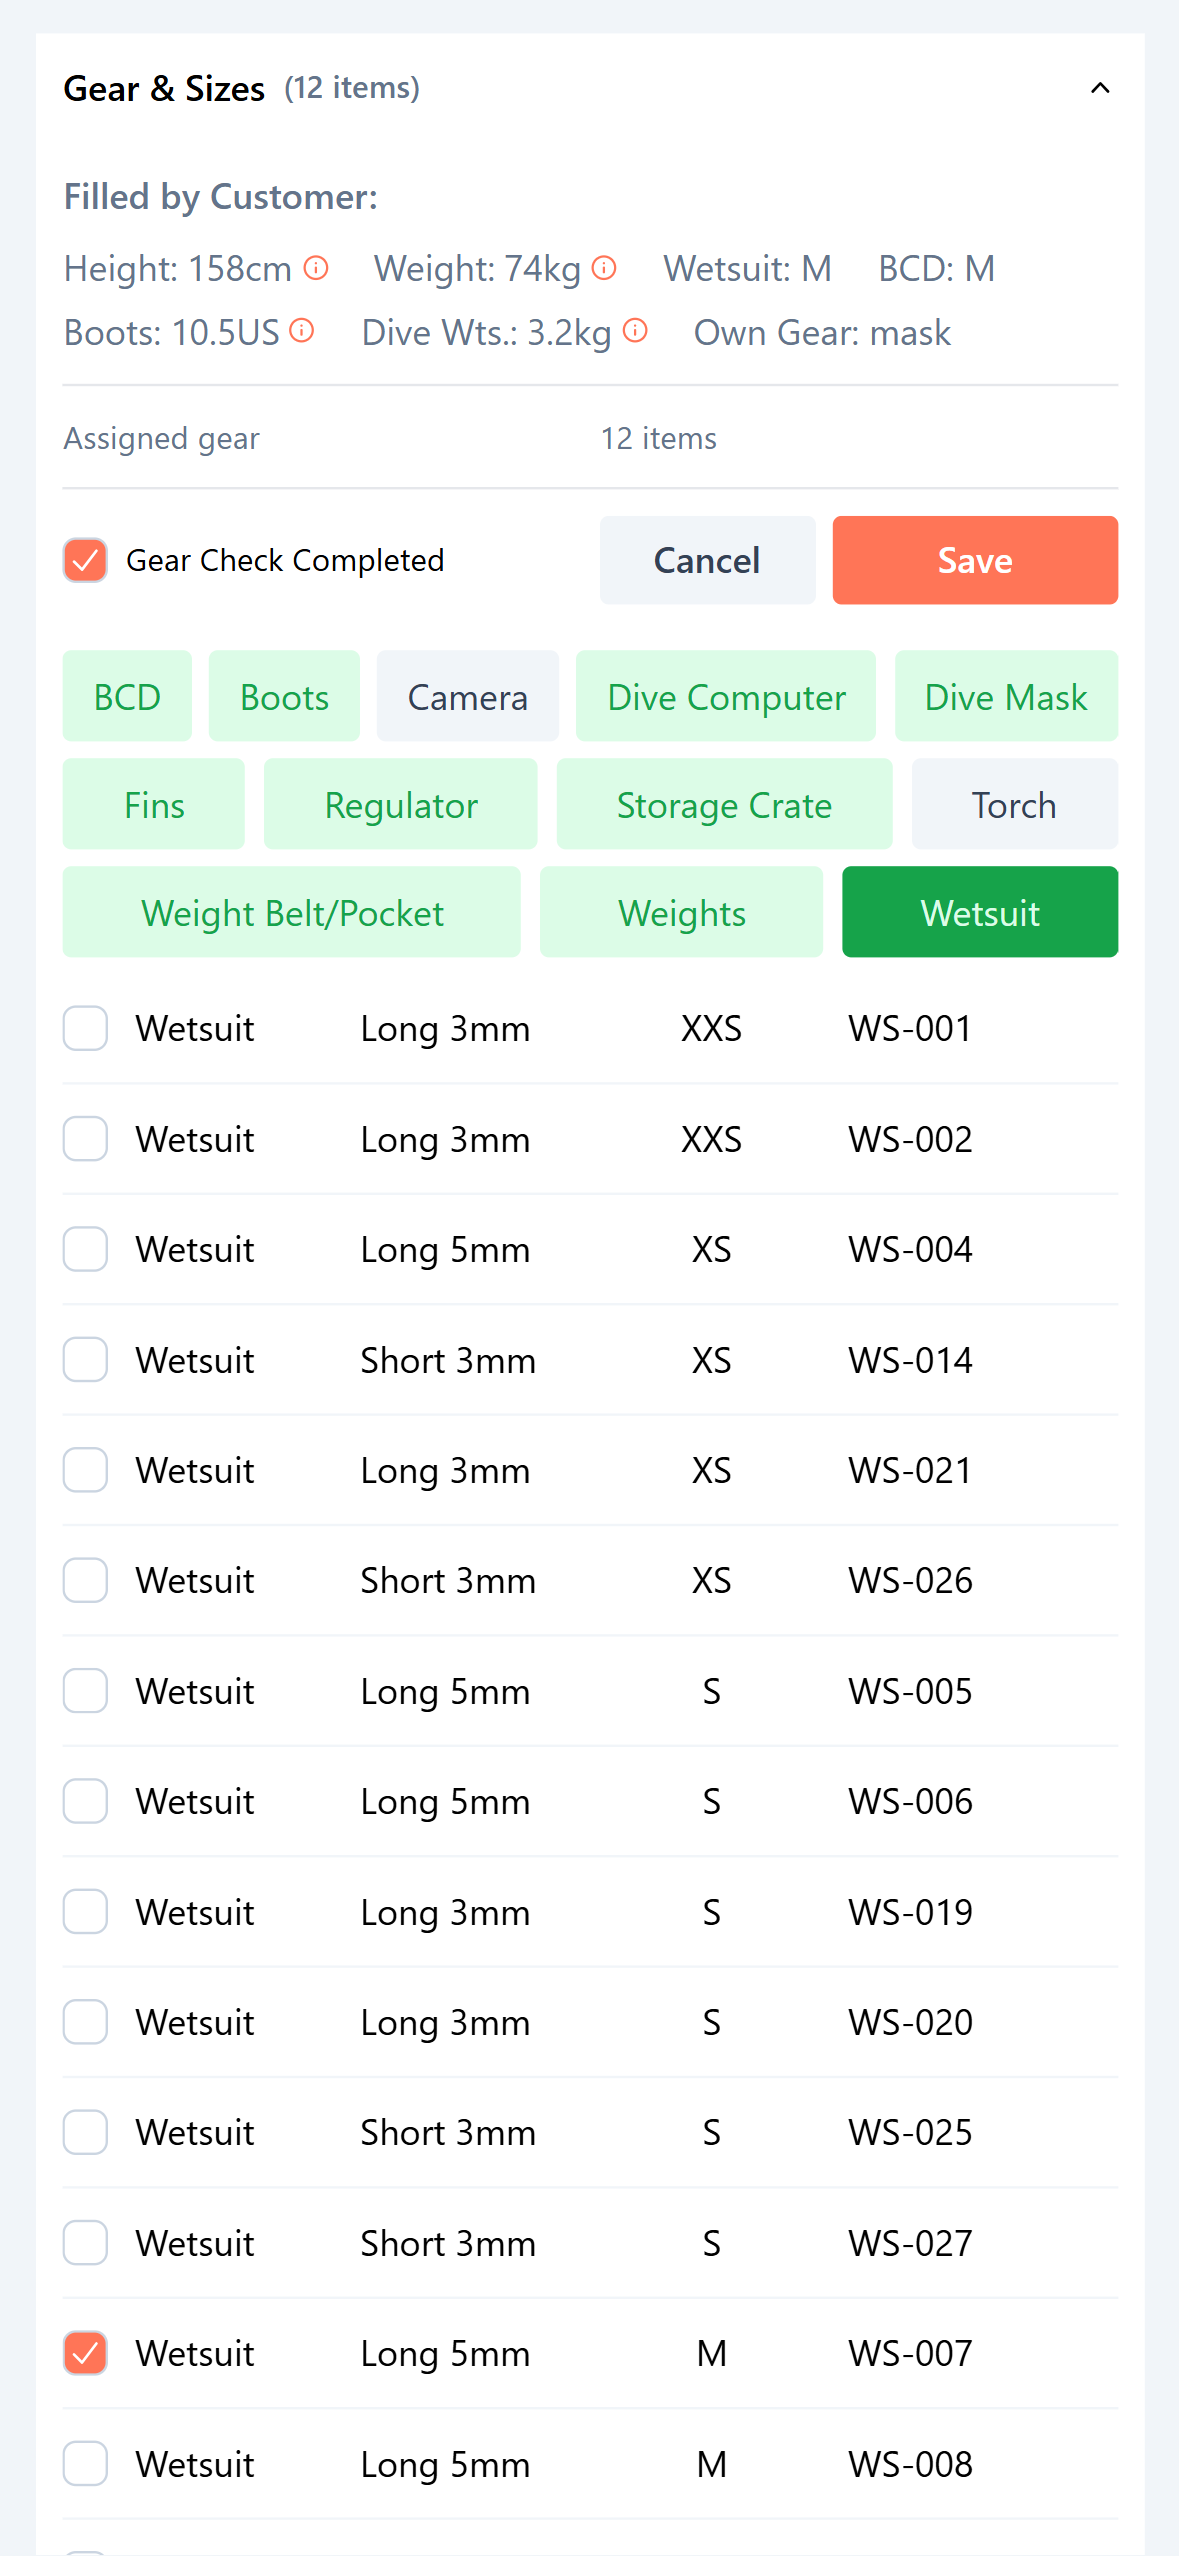 Gear & Sizes (12 items)
Filled by Customer:
Height: 158cm Weight: 74kg Wetsuit: M BCD: M
Boots: 10.5US Dive Wts.: 3.2kg Own Gear: mask
Assigned gear 12 items
Gear Check Completed Cancel Save
BCD Boots Camera Dive Computer Dive Mask
Fins Regulator Storage Crate Torch
Weight Belt/Pocket Weights Wetsuit
Wetsuit Long 3mm XXS WS-001
Wetsuit Long 3mm XXS WS-002
Wetsuit Long 5mm XS WS-004
Wetsuit Short 3mm XS WS-014
Wetsuit Long 3mm XS WS-021
Wetsuit Short 3mm XS WS-026
Wetsuit Long 5mm S WS-005
Wetsuit Long 5mm S WS-006
Wetsuit Long 3mm S WS-019
Wetsuit Long 3mm S WS-020
Wetsuit Short 3mm S WS-025
Wetsuit Short 3mm S WS-027
Wetsuit Long 5mm M WS-007
Wetsuit Long 5mm M WS-008